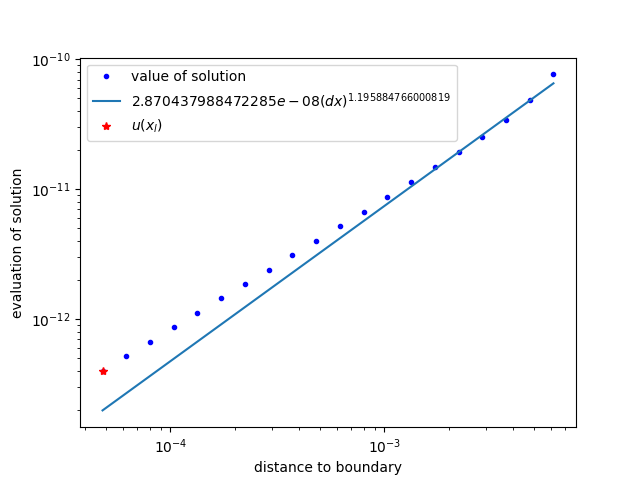 10^{-10}
value of solution
2.870437988472285e − 08(dx)^{1.195884766000819}
u(x_l)
10^{-11}
10^{-12}
evaluation of solution
10^{-4}
10^{-3}
distance to boundary